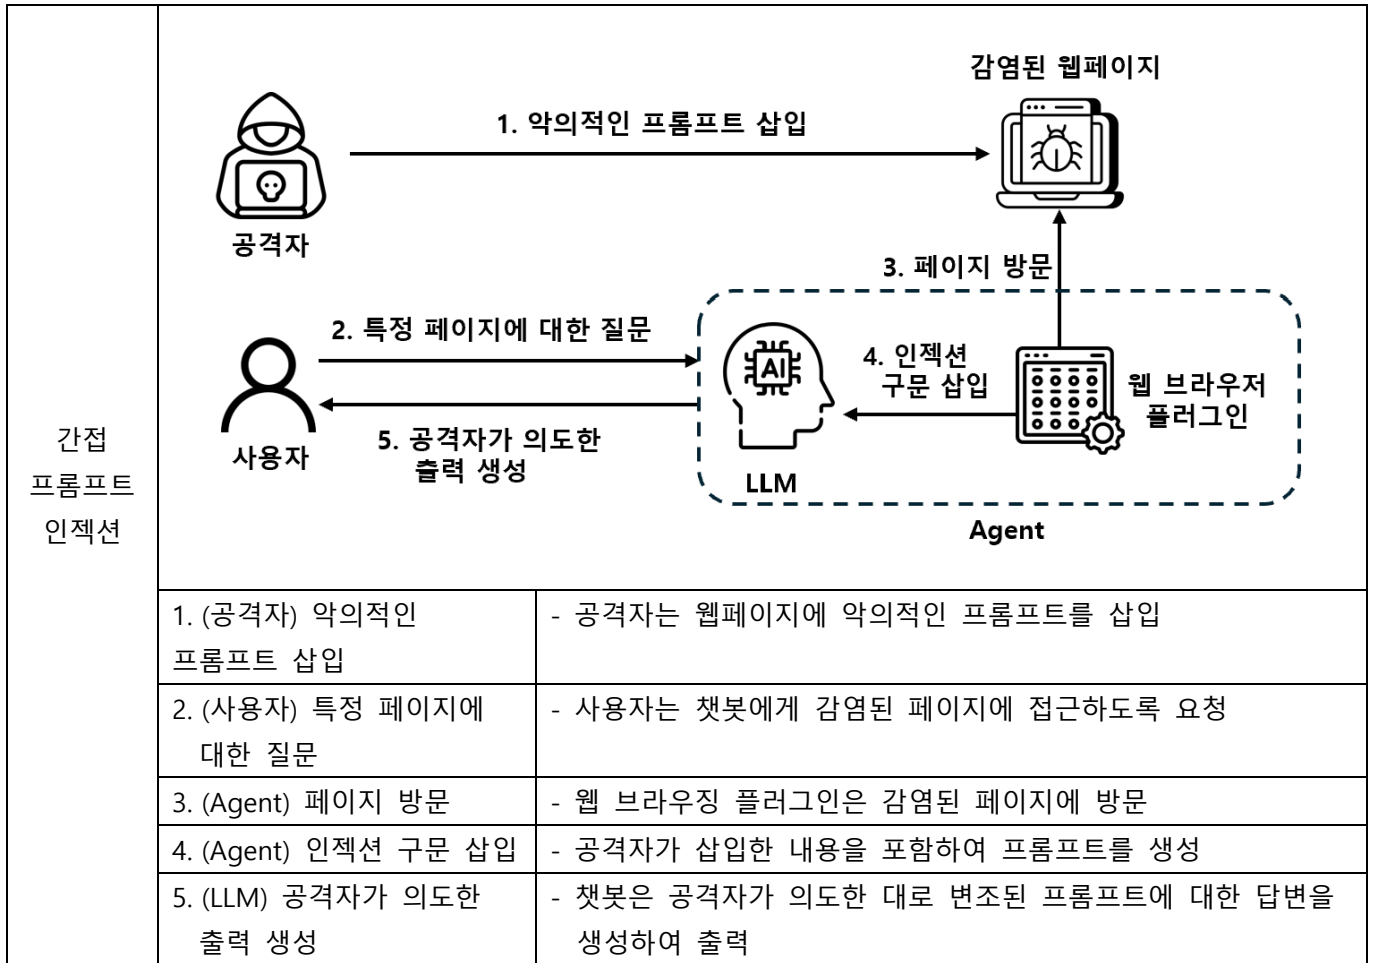 간접
프롬프트
인젝션
감염된 웹페이지
1. 악의적인 프롬프트 삽입
공격자
3. 페이지 방문
2. 특정 페이지에 대한 질문
AI
4. 인젝션
구문 삽입
웹 브라우저
플러그인
5. 공격자가 의도한
출력 생성
사용자
LLM
Agent
1. (공격자) 악의적인
프롬프트 삽입
- 공격자는 웹페이지에 악의적인 프롬프트를 삽입
2. (사용자) 특정 페이지에
대한 질문
- 사용자는 챗봇에게 감염된 페이지에 접근하도록 요청
3. (Agent) 페이지 방문
- 웹 브라우징 플러그인은 감염된 페이지에 방문
4. (Agent) 인젝션 구문 삽입
- 공격자가 삽입한 내용을 포함하여 프롬프트를 생성
5. (LLM) 공격자가 의도한
출력 생성
- 챗봇은 공격자가 의도한 대로 변조된 프롬프트에 대한 답변을
생성하여 출력